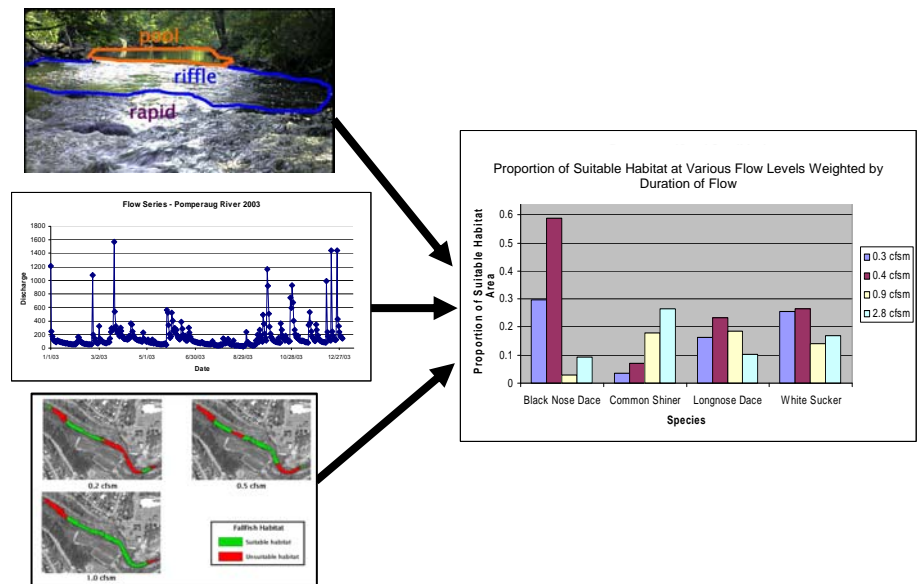 pool
riffle
rapid
Flow Series - Pomperaug River 2003
Discharge
1800
1600
1400
1200
1000
800
600
400
200
0
1/1/03 3/2/03 5/1/03 6/30/03 8/29/03 10/28/03 12/27/03
Date
0.2 cfsm 0.5 cfsm
1.0 cfsm
Fallfish Habitat
Suitable habitat
Unsuitable habitat
Proportion of Suitable Habitat at Various Flow Levels Weighted by
Duration of Flow
Proportion of Suitable Habitat
Area
0.6
0.5
0.4
0.3
0.2
0.1
0
Black Nose Dace Common Shiner Longnose Dace White Sucker
Species
0.3 cfsm
0.4 cfsm
0.9 cfsm
2.8 cfsm